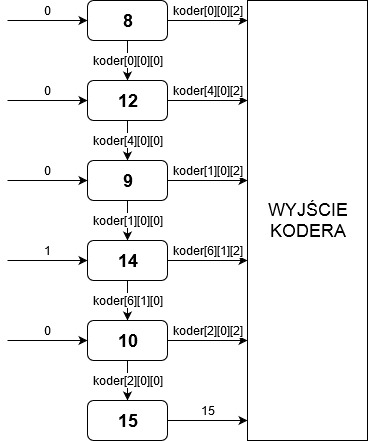 0
8
koder[0][0][2]
koder[0][0][0]
0
12
koder[4][0][2]
koder[4][0][0]
0
9
koder[1][0][2]
koder[1][0][0]
WYJŚCIE
KODERA
1
14
koder[6][1][2]
koder[6][1][0]
0
10
koder[2][0][2]
koder[2][0][0]
15
15